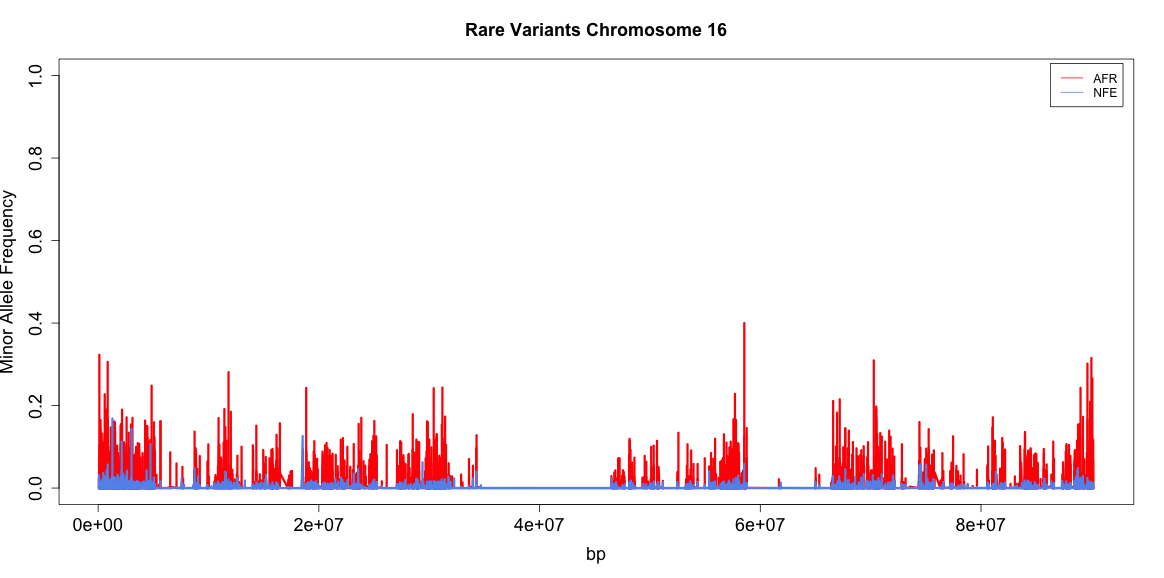 Rare Variants Chromosome 16
AFR
NFE
Minor Allele Frequency
1.0
0.8
0.6
0.4
0.2
0.0
0e+00 2e+07 4e+07 6e+07 8e+07
bp